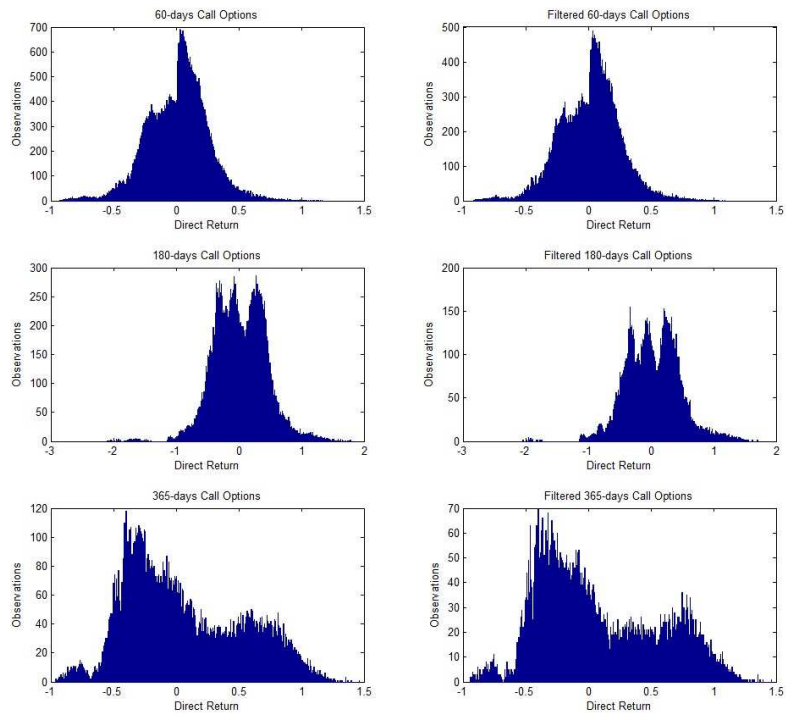 60-days Call Options
700
600
500
400
300
200
100
0
Observations
-1 -0.5 0 0.5 1 1.5
Direct Return
Filtered 60-days Call Options
500
400
300
200
100
0
Observations
-1 -0.5 0 0.5 1 1.5
Direct Return
180-days Call Options
300
250
200
150
100
50
0
Observations
-3 -2 -1 0 1 2
Direct Return
Filtered 180-days Call Options
200
150
100
50
0
Observations
-3 -2 -1 0 1 2
Direct Return
365-days Call Options
120
100
80
60
40
20
0
Observations
-1 -0.5 0 0.5 1 1.5
Direct Return
Filtered 365-days Call Options
70
60
50
40
30
20
10
0
Observations
-1 -0.5 0 0.5 1 1.5
Direct Return